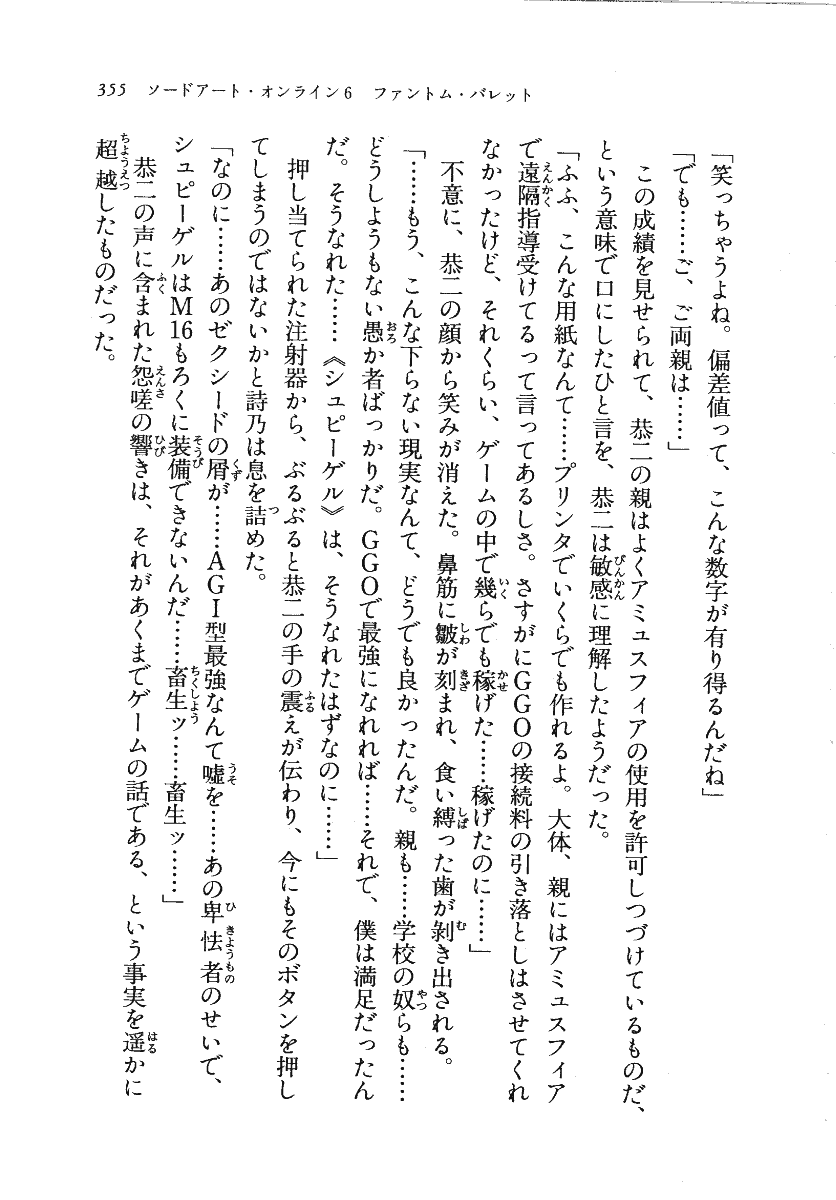 355　ソードアート・オンライン6　ファントム・バレット
「笑っちゃうよね。偏差値って、こんな数字が有り得るんだね」
「でも……ご、ご両親は……」
　この成績を見せられて、恭二の親はよくアミュスフィアの使用を許可しつづけているものだ、
という意味で口にしたひと言を、恭二は敏感に理解したようだった。
「ふふ、こんな用紙なんて……プリンタでいくらでも作れるよ。大体、親にはアミュスフィア
で遠隔指導受けてるって言ってあるしさ。さすがにGGOの接続料の引き落としはさせてくれ
なかったけど、それくらい、ゲームの中で幾らでも稼げた……稼げたのに……」
　不意に、恭二の顔から笑みが消えた。鼻筋に皺が刻まれ、食い縛った歯が剝き出される。
「……もう、こんな下らない現実なんて、どうでも良かったんだ。親も……学校の奴らも……
どうしようもない愚か者ばっかりだ。GGOで最強になれれば……それで、僕は満足だったん
だ。そうなれた……《シュピーゲル》は、そうなれたはずなのに……」
　押し当てられた注射器から、ぶるぶると恭二の手の震えが伝わり、今にもそのボタンを押し
てしまうのではないかと詩乃は息を詰めた。
「なのに……あのゼクシードの屑が……AGI型最強なんて嘘を……あの卑怯者のせいで、
シュピーゲルはM16もろくに装備できないんだ……畜生ッ……畜生ッ……」
　恭二の声に含まれた怨嗟の響きは、それがあくまでゲームの話である、という事実を遥かに
超越したものだった。